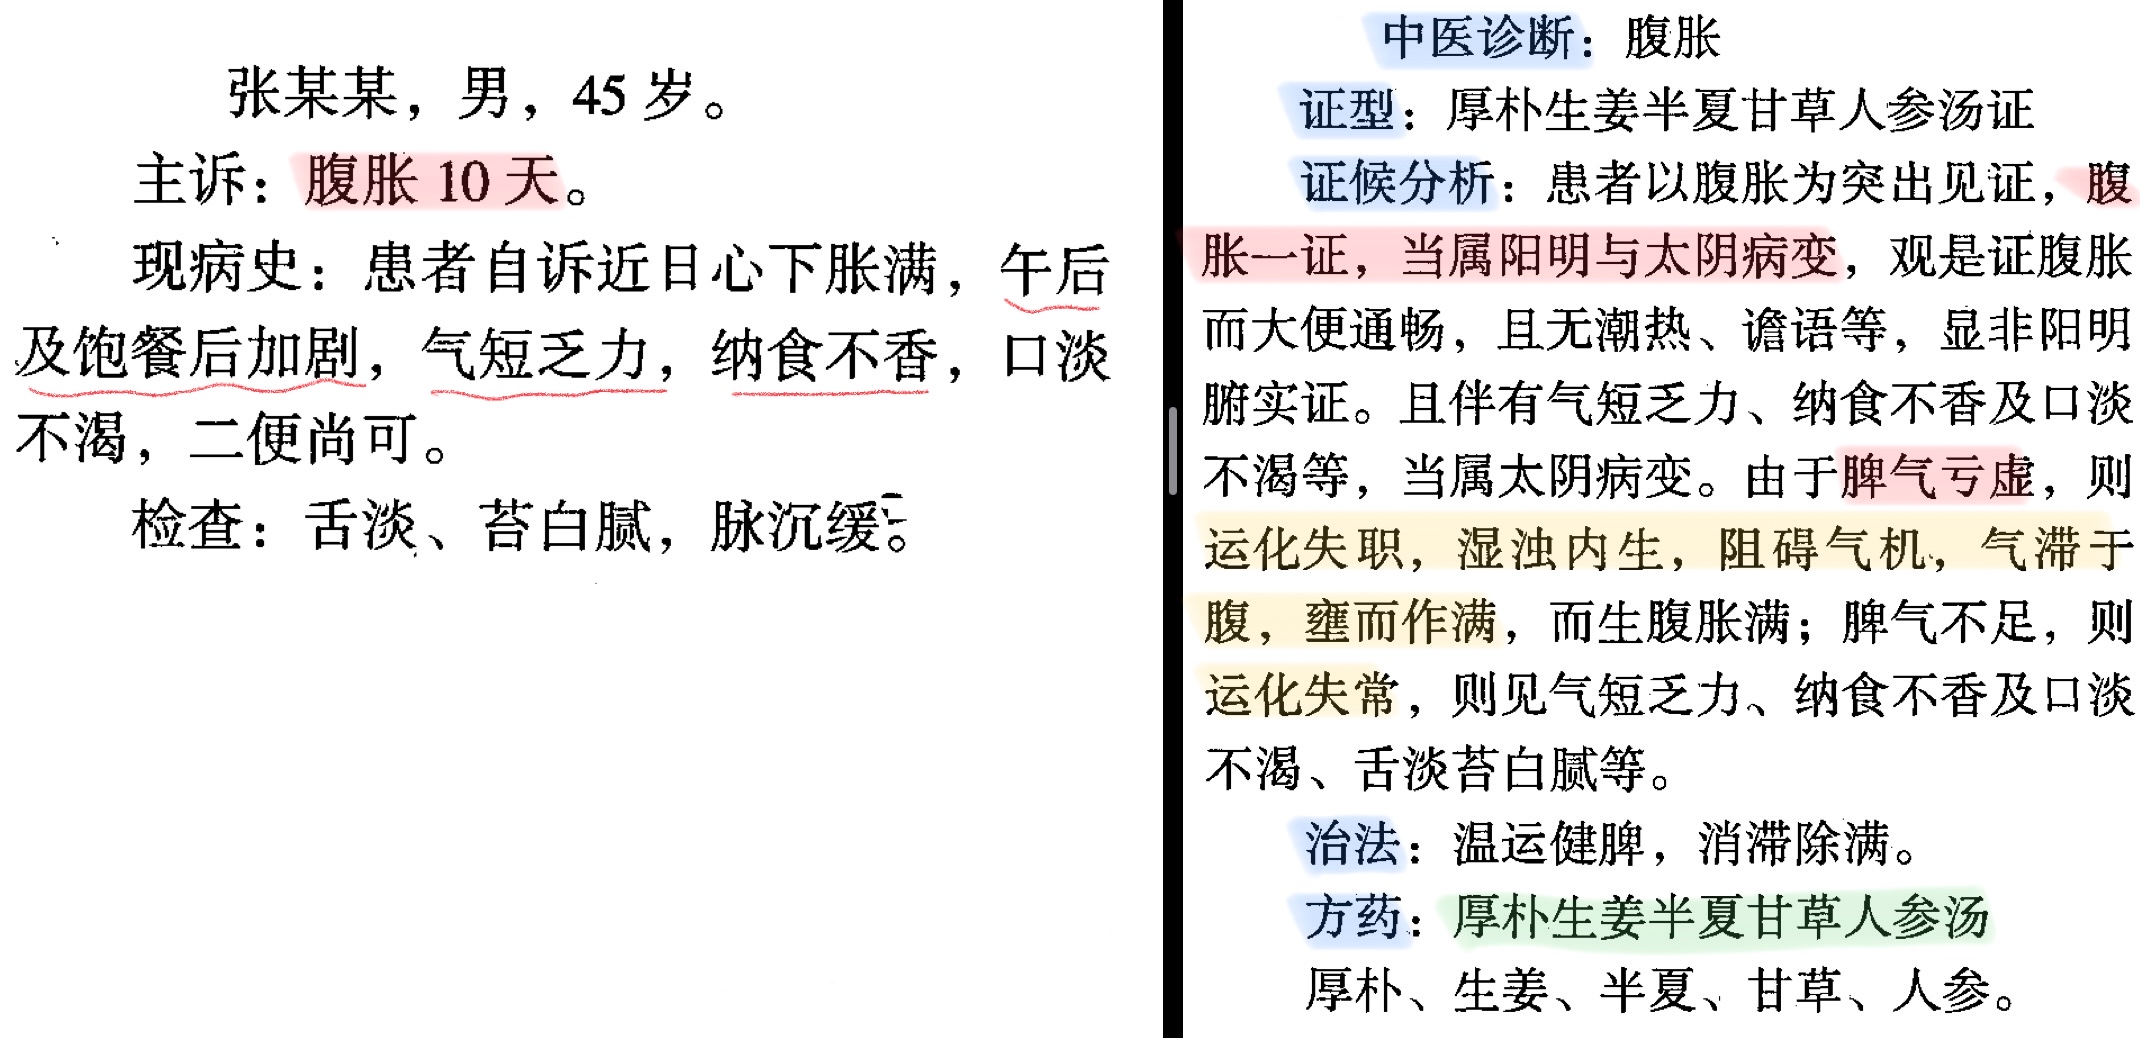 张某某，男，45 岁。
主诉：腹胀 10 天。
现病史：患者自诉近日心下胀满，午后
及饱餐后加剧，气短乏力，纳食不香，口淡
不渴，二便尚可。
检查：舌淡、苔白腻，脉沉缓。
中医诊断：腹胀
证型：厚朴生姜半夏甘草人参汤证
证候分析：患者以腹胀为突出见证，腹
胀一证，当属阳明与太阴病变，观是证腹胀
而大便通畅，且无潮热、谵语等，显非阳明
腑实证。且伴有气短乏力、纳食不香及口淡
不渴等，当属太阴病变。由于脾气亏虚，则
运化失职，湿浊内生，阻碍气机，气滞于
腹，壅而作满，而生腹胀满；脾气不足，则
运化失常，则见气短乏力、纳食不香及口淡
不渴、舌淡苔白腻等。
治法：温运健脾，消滞除满。
方药：厚朴生姜半夏甘草人参汤
厚朴、生姜、半夏、甘草、人参。